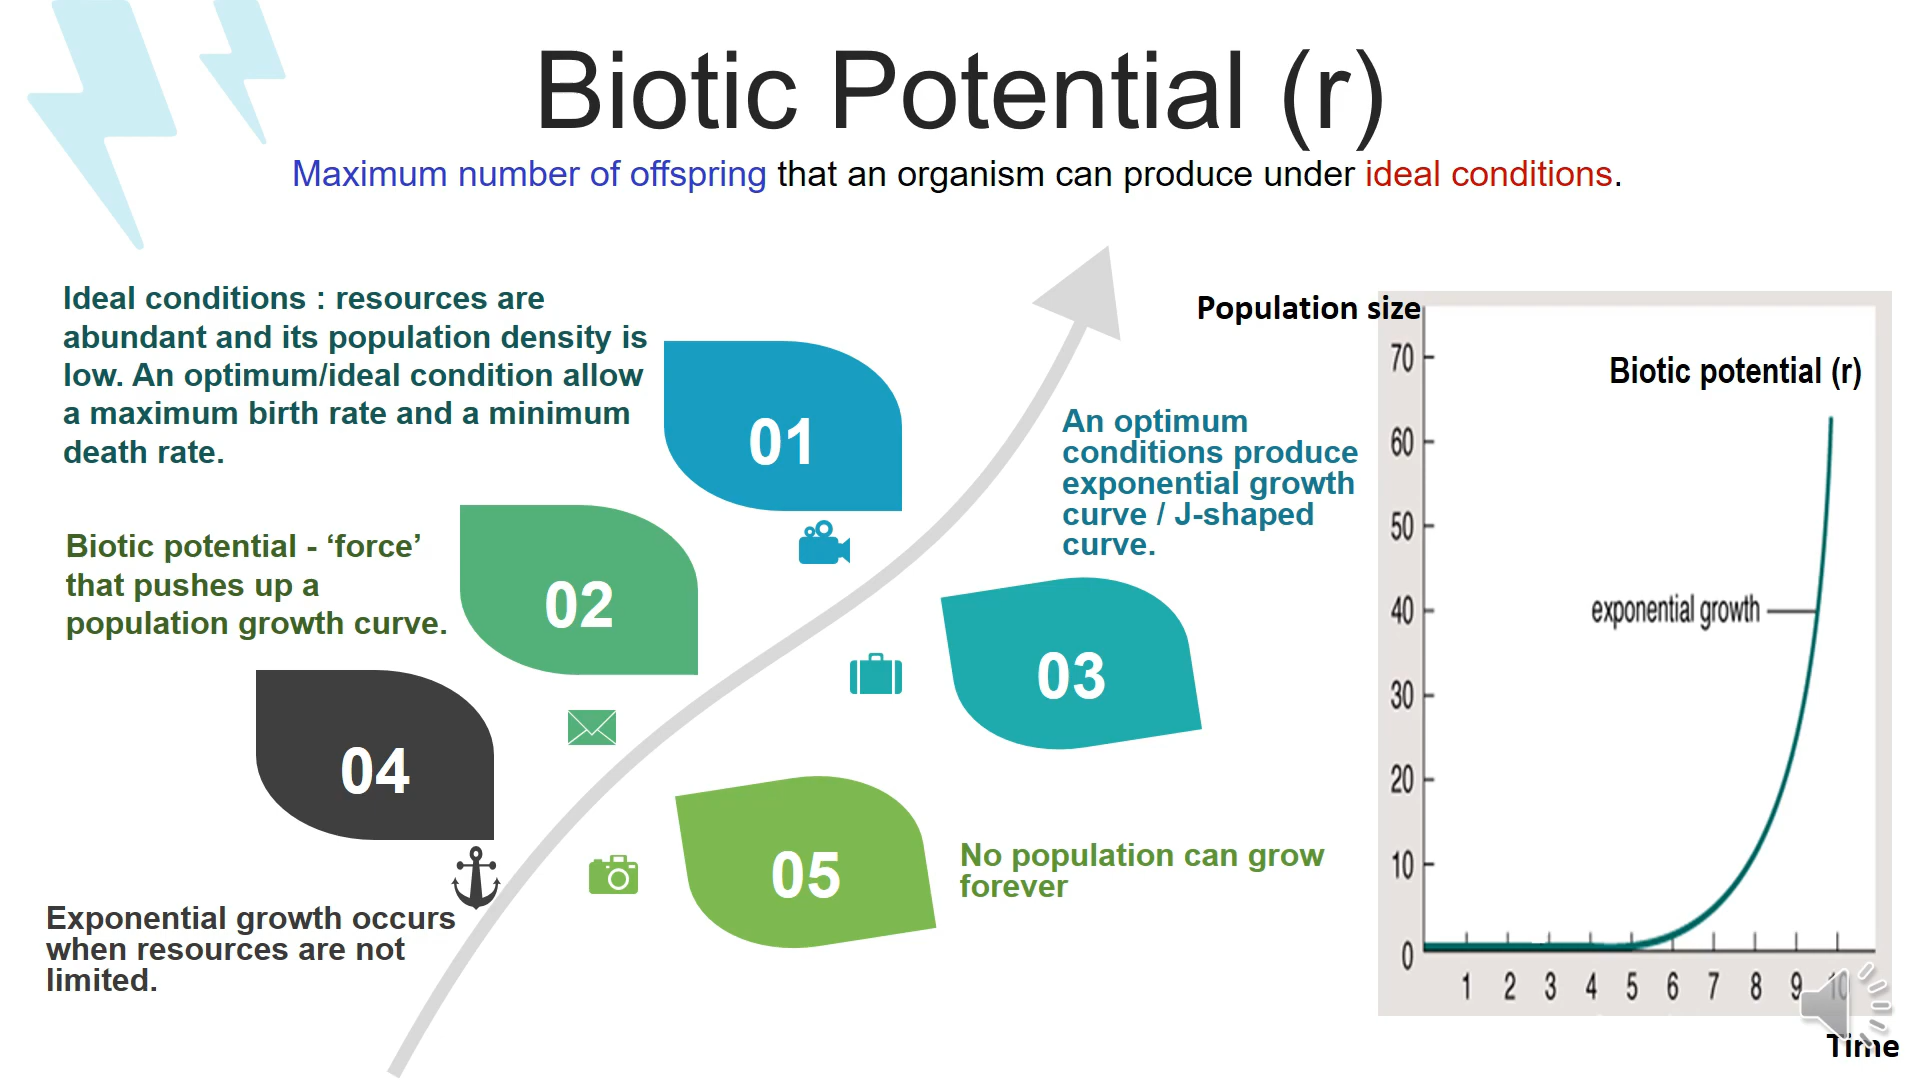 Biotic Potential (r)
Maximum number of offspring that an organism can produce under ideal conditions.
Ideal conditions : resources are
abundant and its population density is
low. An optimum/ideal condition allow
a maximum birth rate and a minimum
death rate.
01
Biotic potential - ‘force’
that pushes up a
population growth curve.
02
An optimum
conditions produce
exponential growth
curve / J-shaped
curve.
03
04
Exponential growth occurs
when resources are not
limited.
05
No population can grow
forever
Population size
Biotic potential (r)
70
60
50
40
30
20
10
0
exponential growth
1 2 3 4 5 6 7 8 9 10
Time